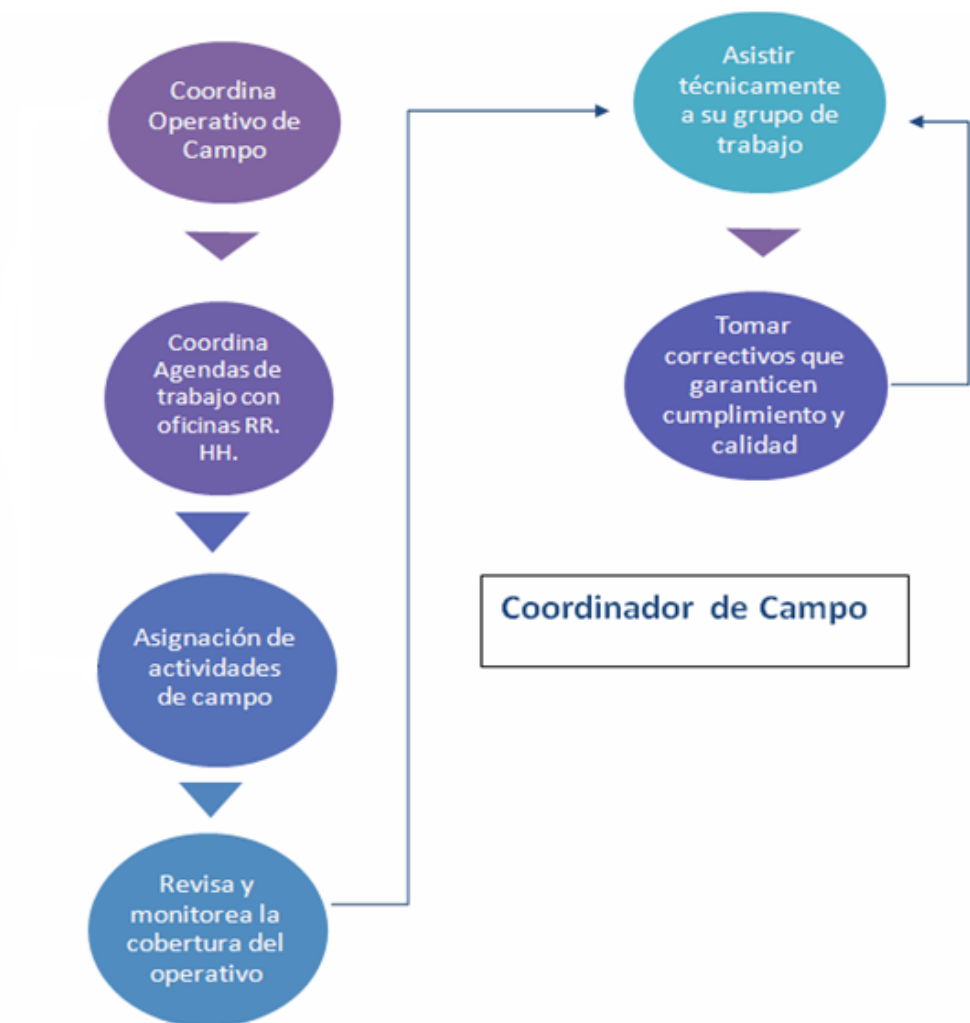 Coordina
Operativo de
Campo
Coordina
Agendas de
trabajo con
oficinas RR.
HH.
Asignación de
actividades
de campo
Revisa y
monitorea la
cobertura del
operativo
Asistir
técnicamente
a su grupo de
trabajo
Tomar
correctivos que
garanticen
cumplimiento y
calidad
Coordinador de Campo